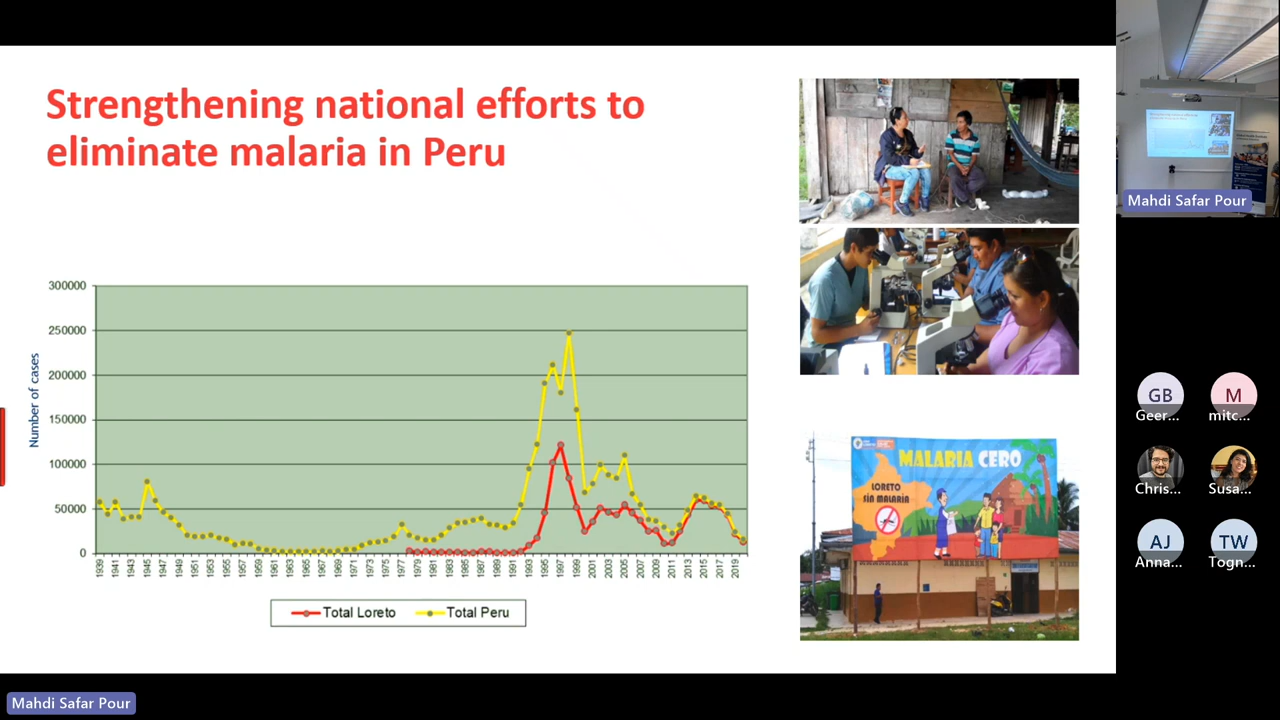 Strengthening national efforts to
eliminate malaria in Peru
300000
250000
200000
150000
100000
50000
0
Number of cases
1939
1941
1943
1945
1947
1949
1951
1953
1955
1957
1959
1961
1963
1965
1967
1969
1971
1973
1975
1977
1979
1981
1983
1985
1987
1989
1991
1993
1995
1997
1999
2001
2003
2005
2007
2009
2011
2013
2015
2017
2019
Total Loreto
Total Peru
MALARIA CERO
LORETO
SIN MALARIA
Mahdi Safar Pour
GB
Geer...
M
mitc...
Chris...
Susa...
AJ
Anna...
TW
Togn...
Mahdi Safar Pour